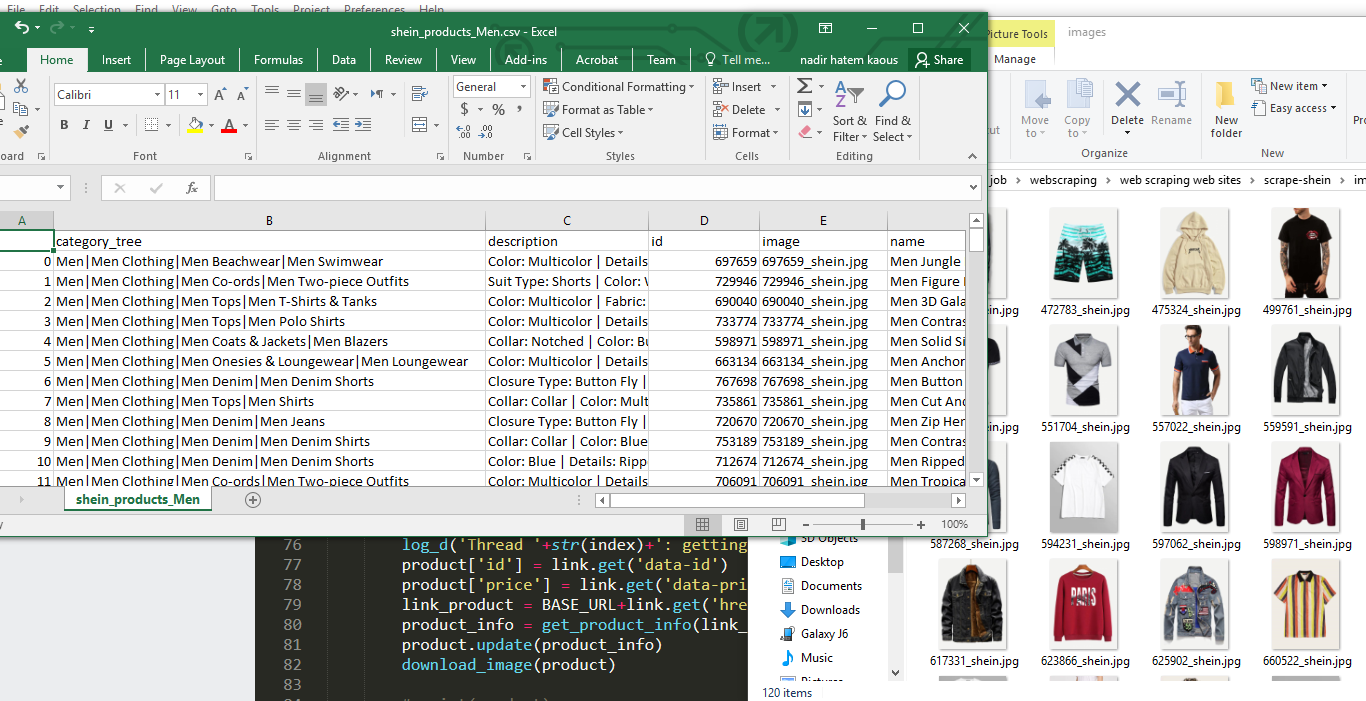 File Edit Selection Find View Goto Tools Project Preferences Help
shein_products_Men.csv - Excel
Picture Tools
images
Home Insert Page Layout Formulas Data Review View Add-ins Acrobat Team Tell me... nadir hatem kaous Share
Manage
Calibri 11
General
Conditional Formatting
Format as Table
Cell Styles
Insert
Delete
Format
Sort & Filter
Find & Select
B I U
$ % ,
Font Alignment Number Styles Cells Editing
Move to
Copy to
Delete
Rename
New folder
New item
Easy access
Organize New
fx
job > webscraping > web scraping web sites > scrape-shein >
A B C D E
category_tree description id image name
0 Men|Men Clothing|Men Beachwear|Men Swimwear Color: Multicolor | Details 697659 697659_shein.jpg Men Jungle
1 Men|Men Clothing|Men Co-ords|Men Two-piece Outfits Suit Type: Shorts | Color: 729946 729946_shein.jpg Men Figure
2 Men|Men Clothing|Men Tops|Men T-Shirts & Tanks Color: Multicolor | Fabric: 690040 690040_shein.jpg Men 3D Gala
3 Men|Men Clothing|Men Tops|Men Polo Shirts Color: Multicolor | Details 733774 733774_shein.jpg Men Contras
4 Men|Men Clothing|Men Coats & Jackets|Men Blazers Collar: Notched | Color: Bu 598971 598971_shein.jpg Men Solid Si
5 Men|Men Clothing|Men Onesies & Loungewear|Men Loungewear Color: Multicolor | Details 663134 663134_shein.jpg Men Anchor
6 Men|Men Clothing|Men Denim|Men Denim Shorts Closure Type: Button Fly | 767698 767698_shein.jpg Men Button
7 Men|Men Clothing|Men Tops|Men Shirts Collar: Collar | Color: Mult 735861 735861_shein.jpg Men Cut And
8 Men|Men Clothing|Men Denim|Men Jeans Closure Type: Button Fly | 720670 720670_shein.jpg Men Zip Her
9 Men|Men Clothing|Men Denim|Men Denim Shirts Collar: Collar | Color: Blue 753189 753189_shein.jpg Men Contras
10 Men|Men Clothing|Men Denim|Men Denim Shorts Color: Blue | Details: Ripp 712674 712674_shein.jpg Men Ripped
11 Men|Men Clothing|Men Co-ords|Men Two-piece Outfits Color: Multicolor | Details 706091 706091_shein.jpg Men Tropica
shein_products_Men
100%
472783_shein.jpg 475324_shein.jpg 499761_shein.jpg
551704_shein.jpg 557022_shein.jpg 559591_shein.jpg
587268_shein.jpg 594231_shein.jpg 597062_shein.jpg 598971_shein.jpg
PARIS
617331_shein.jpg 623866_shein.jpg 625902_shein.jpg 660522_shein.jpg
76 log_d('Thread '+str(index)+': getting
77 product['id'] = link.get('data-id')
78 product['price'] = link.get('data-pri
79 link_product = BASE_URL+link.get('hre
80 product_info = get_product_info(link_
81 product.update(product_info)
82 download_image(product)
83
3D Objects
Desktop
Documents
Downloads
Galaxy J6
Music
Pictures
120 items